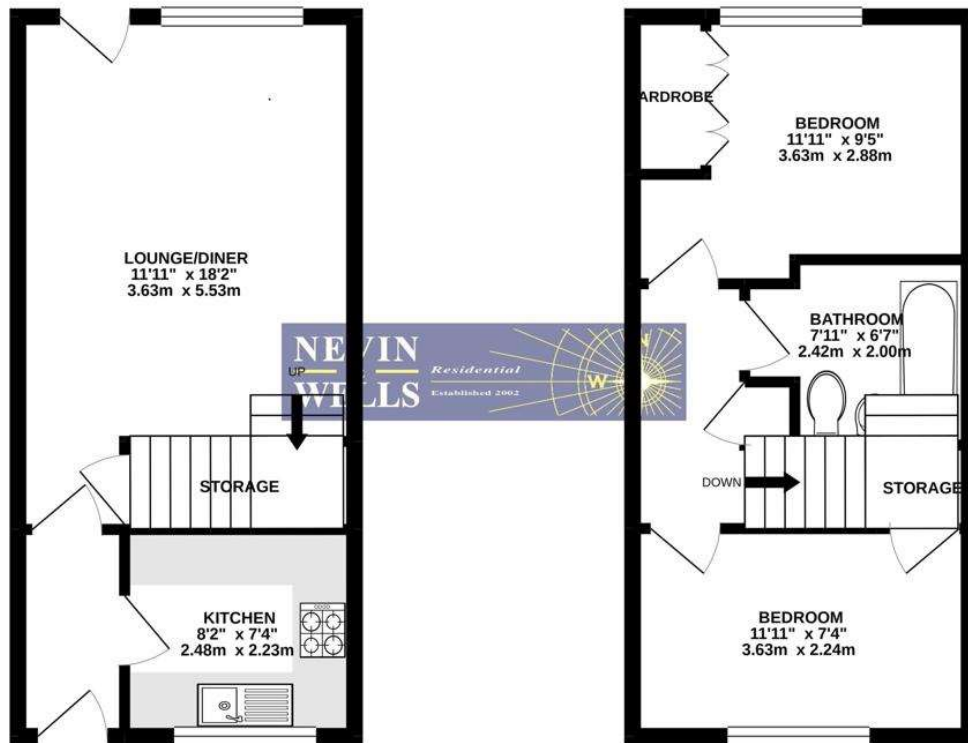 LOUNGE/DINER
11'11" x 18'2"
3.63m x 5.53m
UP
STORAGE
KITCHEN
8'2" x 7'4"
2.48m x 2.23m
NEVIN
& WELLS
Residential
Established 2002
N
W
ARDROBE
BEDROOM
11'11" x 9'5"
3.63m x 2.88m
BATHROOM
7'11" x 6'7"
2.42m x 2.00m
DOWN
STORAGE
BEDROOM
11'11" x 7'4"
3.63m x 2.24m